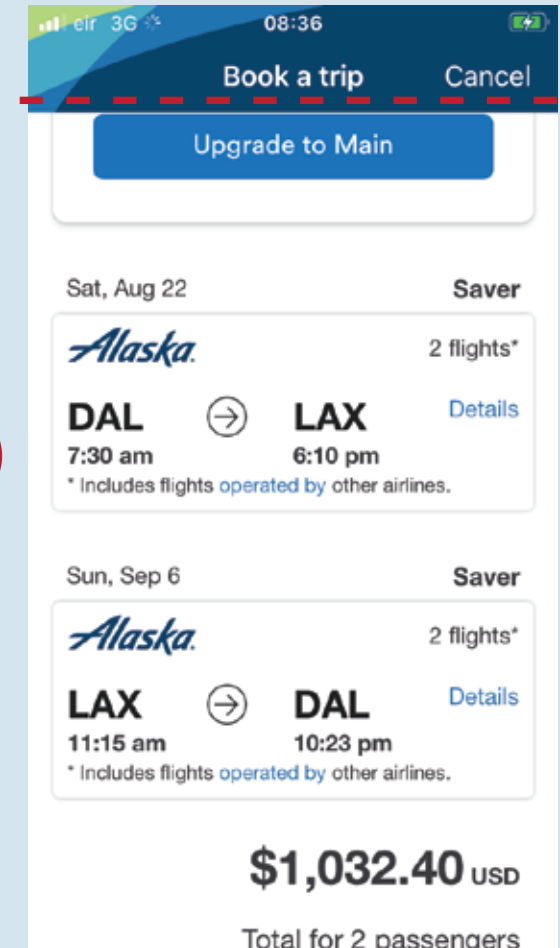 eir 3G 08:36
Book a trip Cancel
Upgrade to Main
Sat, Aug 22 Saver
Alaska. 2 flights*
DAL LAX Details
7:30 am 6:10 pm
* Includes flights operated by other airlines.
Sun, Sep 6 Saver
Alaska. 2 flights*
LAX DAL Details
11:15 am 10:23 pm
* Includes flights operated by other airlines.
$1,032.40 USD
Total for 2 passengers